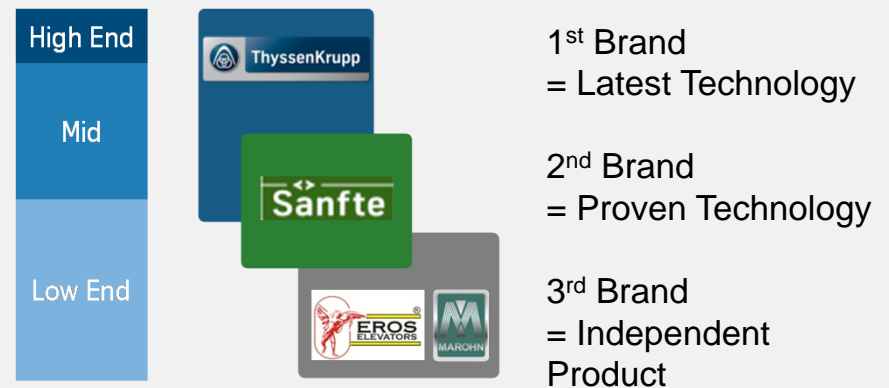 High End
Mid
Low End
ThyssenKrupp
Sänfte
EROS
ELEVATORS
®
MAROHN
1st Brand
= Latest Technology
2nd Brand
= Proven Technology
3rd Brand
= Independent
Product